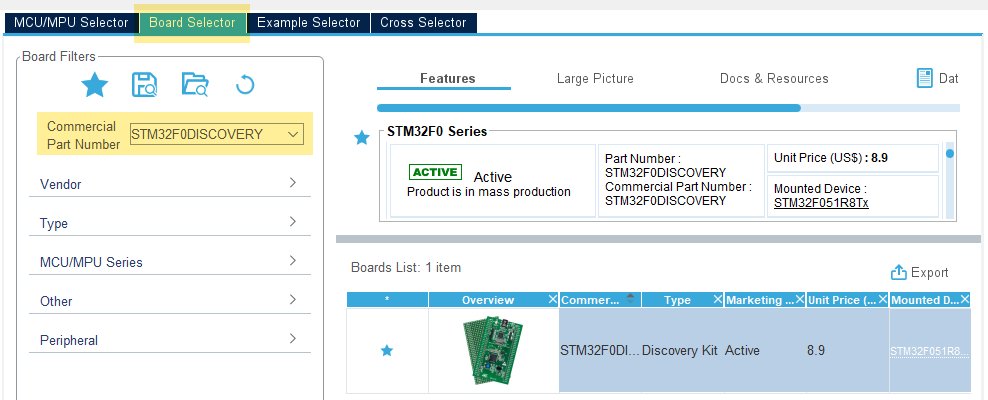 MCU/MPU Selector
Board Selector
Example Selector
Cross Selector
Board Filters
Commercial
Part Number
STM32F0DISCOVERY
Vendor
Type
MCU/MPU Series
Other
Peripheral
Features
Large Picture
Docs & Resources
Dat
STM32F0 Series
ACTIVE Active
Product is in mass production
Part Number :
STM32F0DISCOVERY
Commercial Part Number :
STM32F0DISCOVERY
Unit Price (US$) : 8.9
Mounted Device :
STM32F051R8Tx
Boards List: 1 item
Export
* Overview Commer... Type Marketing ... Unit Price (... Mounted D...
STM32F0DI... Discovery Kit Active 8.9 STM32F051R8...